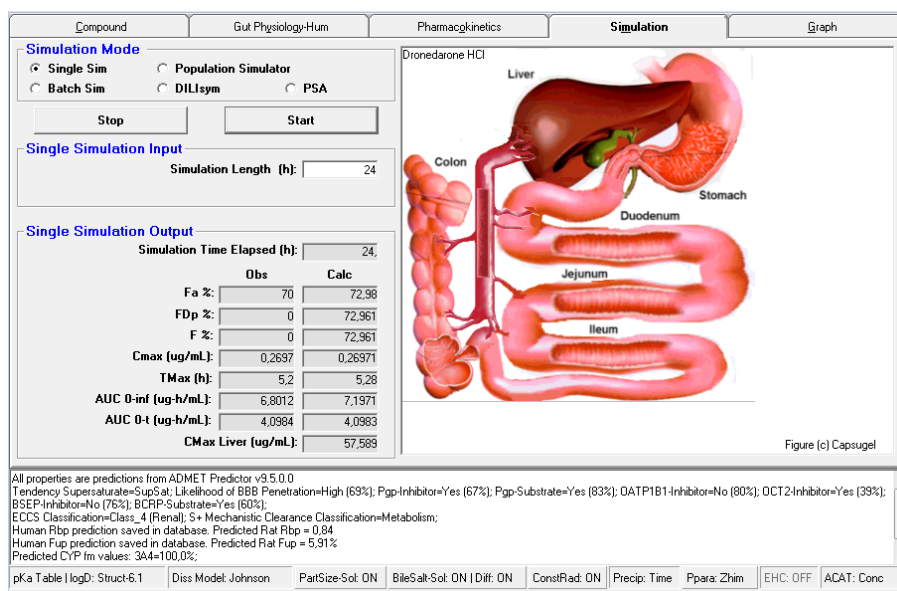 Compound Gut Physiology-Hum Pharmacokinetics Simulation Graph
Simulation Mode
Single Sim Population Simulator
Batch Sim DILIsym PSA
Stop Start
Single Simulation Input
Simulation Length (h): 24
Single Simulation Output
Simulation Time Elapsed (h): 24,
Obs Calc
Fa %: 70 72,98
FDp %: 0 72,961
F %: 0 72,961
Cmax (ug/mL): 0,2697 0,26971
TMax (h): 5,2 5,28
AUC 0-inf (ug-h/mL): 6,8012 7,1971
AUC 0-t (ug-h/mL): 4,0984 4,0983
CMax Liver (ug/mL): 57,589
Dronedarone HCl
Liver
Colon
Stomach
Duodenum
Jejunum
Ileum
Figure (c) Capsugel
All properties are predictions from ADMET Predictor v9.5.0.0
Tendency Supersaturate=SupSat; Likelihood of BBB Penetration=High (69%); Pgp-Inhibitor=Yes (67%); Pgp-Substrate=Yes (83%); OATP1B1-Inhibitor=No (80%); OCT2-Inhibitor=Yes (39%);
BSEP-Inhibitor=No (76%); BCRP-Substrate=Yes (60%);
ECCS Classification=Class_4 (Renal); S+ Mechanistic Clearance Classification=Metabolism;
Human Rbp prediction saved in database. Predicted Rat Rbp = 0,84
Human Fup prediction saved in database. Predicted Rat Fup = 5,91%
Predicted CYP fm values: 3A4=100,0%;
pKa Table | logD: Struct-6.1 Diss Model: Johnson PartSize-Sol: ON BileSalt-Sol: ON | Diff: ON ConstRad: ON Precip: Time Ppara: Zhim EHC: OFF ACAT: Conc